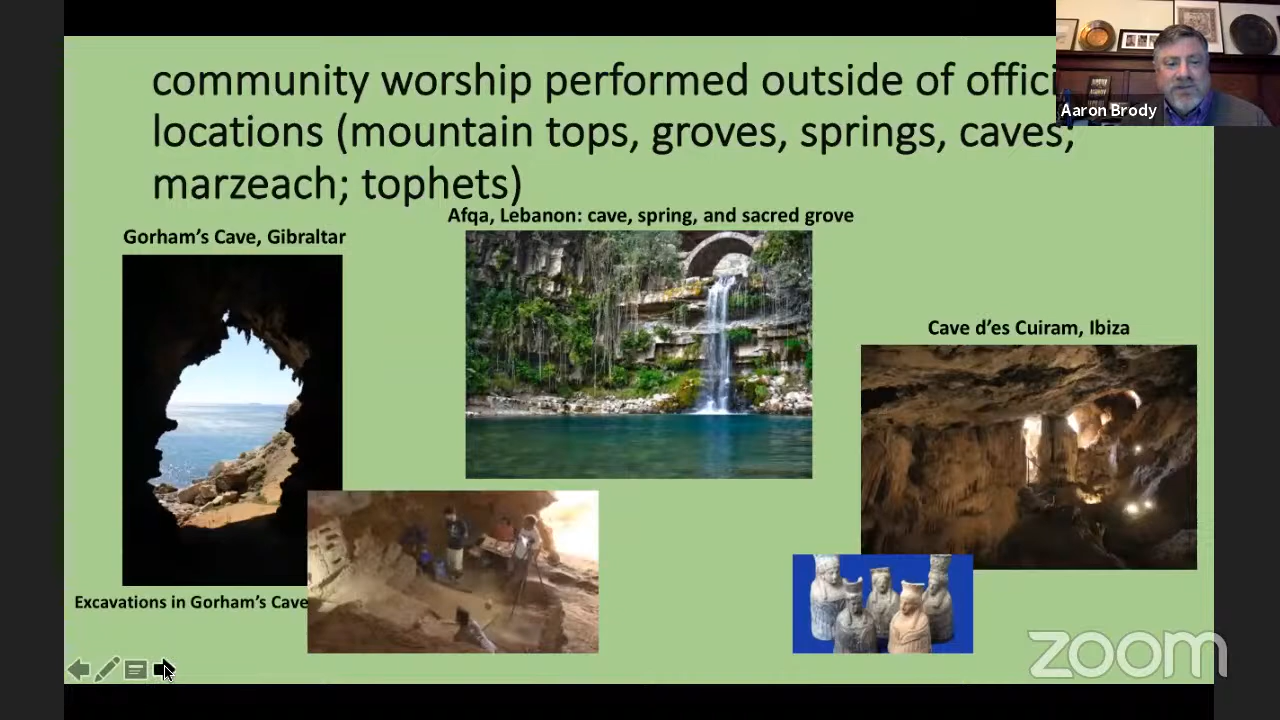 community worship performed outside of offici
locations (mountain tops, groves, springs, caves;
marzeach; tophets)
Aaron Brody
Afqa, Lebanon: cave, spring, and sacred grove
Gorham's Cave, Gibraltar
Cave d'es Cuiram, Ibiza
Excavations in Gorham's Cave
zoom